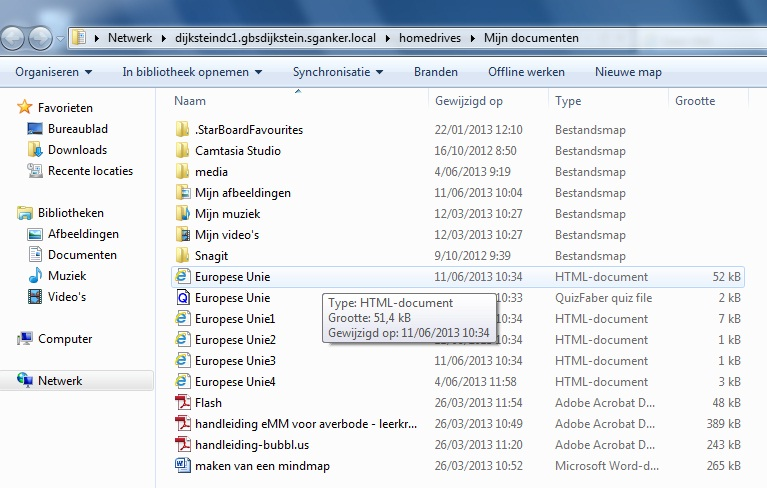 Netwerk dijksteindc1.gbsdijkstein.sganker.local homedrives Mijn documenten
Organiseren In bibliotheek opnemen Synchronisatie Branden Offline werken Nieuwe map
Favorieten
Bureaublad
Downloads
Recente locaties
Bibliotheken
Afbeeldingen
Documenten
Muziek
Video's
Computer
Netwerk
Naam Gewijzigd op Type Grootte
.StarBoardFavourites 22/01/2013 12:10 Bestandsmap
Camtasia Studio 16/10/2012 8:50 Bestandsmap
media 4/06/2013 9:19 Bestandsmap
Mijn afbeeldingen 11/06/2013 10:04 Bestandsmap
Mijn muziek 12/03/2013 10:27 Bestandsmap
Mijn video's 12/03/2013 10:27 Bestandsmap
Snagit 9/10/2012 9:39 Bestandsmap
Europese Unie 11/06/2013 10:34 HTML-document 52 kB
Europese Unie 10:33 QuizFaber quiz file 2 kB
Europese Unie1 10:34 HTML-document 7 kB
Europese Unie2 10:34 HTML-document 1 kB
Europese Unie3 11/06/2013 10:34 HTML-document 1 kB
Europese Unie4 4/06/2013 11:58 HTML-document 3 kB
Flash 26/03/2013 11:54 Adobe Acrobat D... 48 kB
handleiding eMM voor averbode - leerkr... 26/03/2013 10:49 Adobe Acrobat D... 389 kB
handleiding-bubbl.us 26/03/2013 11:20 Adobe Acrobat D... 243 kB
maken van een mindmap 26/03/2013 10:52 Microsoft Word-d... 265 kB
Type: HTML-document
Grootte: 51,4 kB
Gewijzigd op: 11/06/2013 10:34